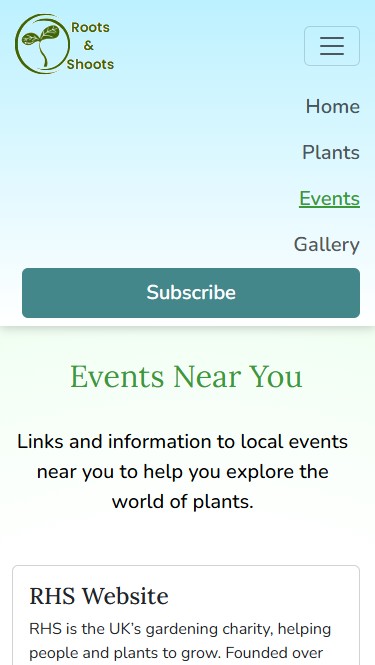 Roots
&
Shoots
Home
Plants
Events
Gallery
Subscribe
Events Near You
Links and information to local events
near you to help you explore the
world of plants.
RHS Website
RHS is the UK’s gardening charity, helping
people and plants to grow. Founded over